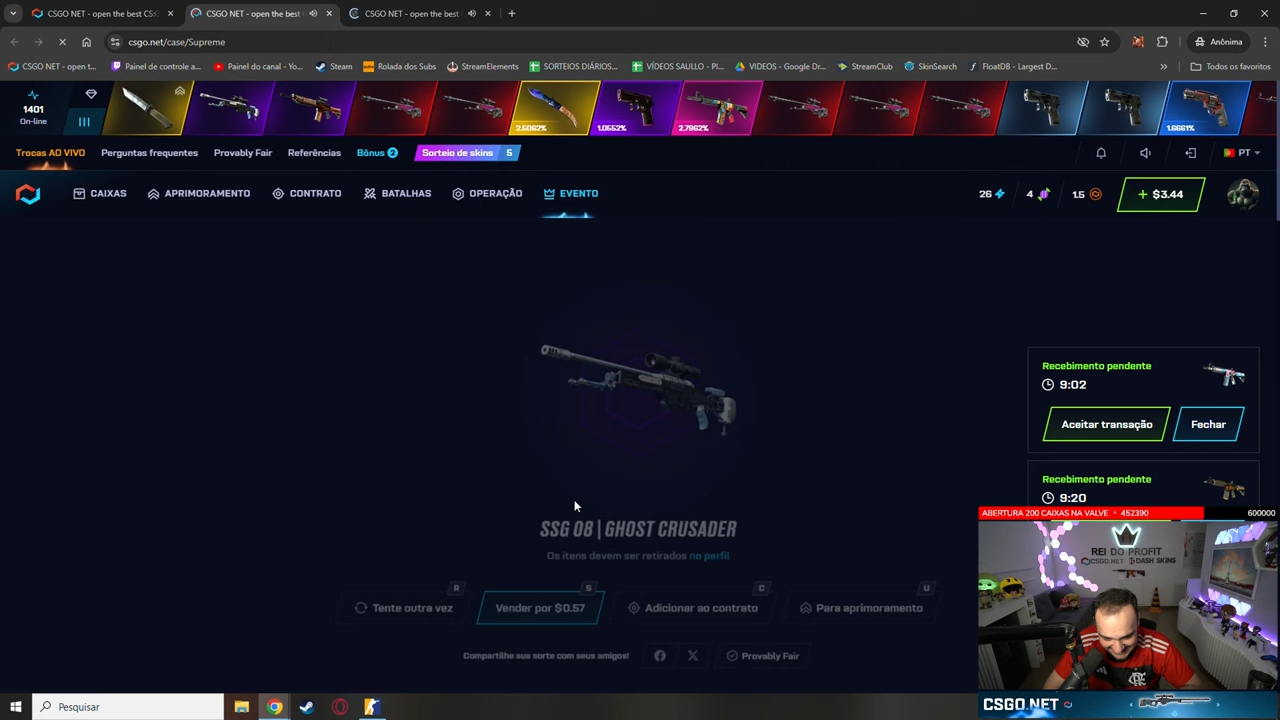 CSGO NET - open the best CS:
CSGO NET - open the best
CSGO NET - open the best
csgo.net/case/Supreme
Anônima
CSGO NET - open t...
Painel de controle a...
Painel do canal - Yo...
Steam
Rolada dos Subs
StreamElements
SORTEIOS DIÁRIOS...
VÍDEOS SAULLO - Pl...
VIDEOS - Google Dr...
StreamClub
SkinSearch
FloatDB - Largest D...
Todos os favoritos
1401
On-line
2.5062%
1.0552%
2.7962%
1.6661%
Trocas AO VIVO
Perguntas frequentes
Provably Fair
Referências
Bônus 2
Sorteio de skins 5
PT
CAIXAS
APRIMORAMENTO
CONTRATO
BATALHAS
OPERAÇÃO
EVENTO
26
4
1.5
+ $3.44
Recebimento pendente
9:02
Aceitar transação
Fechar
Recebimento pendente
9:20
SSG 08 | GHOST CRUSADER
Os itens devem ser retirados no perfil
R
S
C
U
Tente outra vez
Vender por $0.57
Adicionar ao contrato
Para aprimoramento
Compartilhe sua sorte com seus amigos!
Provably Fair
ABERTURA 200 CAIXAS NA VALVE • 452390
600000
REI DO PROFIT
CSGO.NET
DASH SKINS
CSGO.NET
Pesquisar